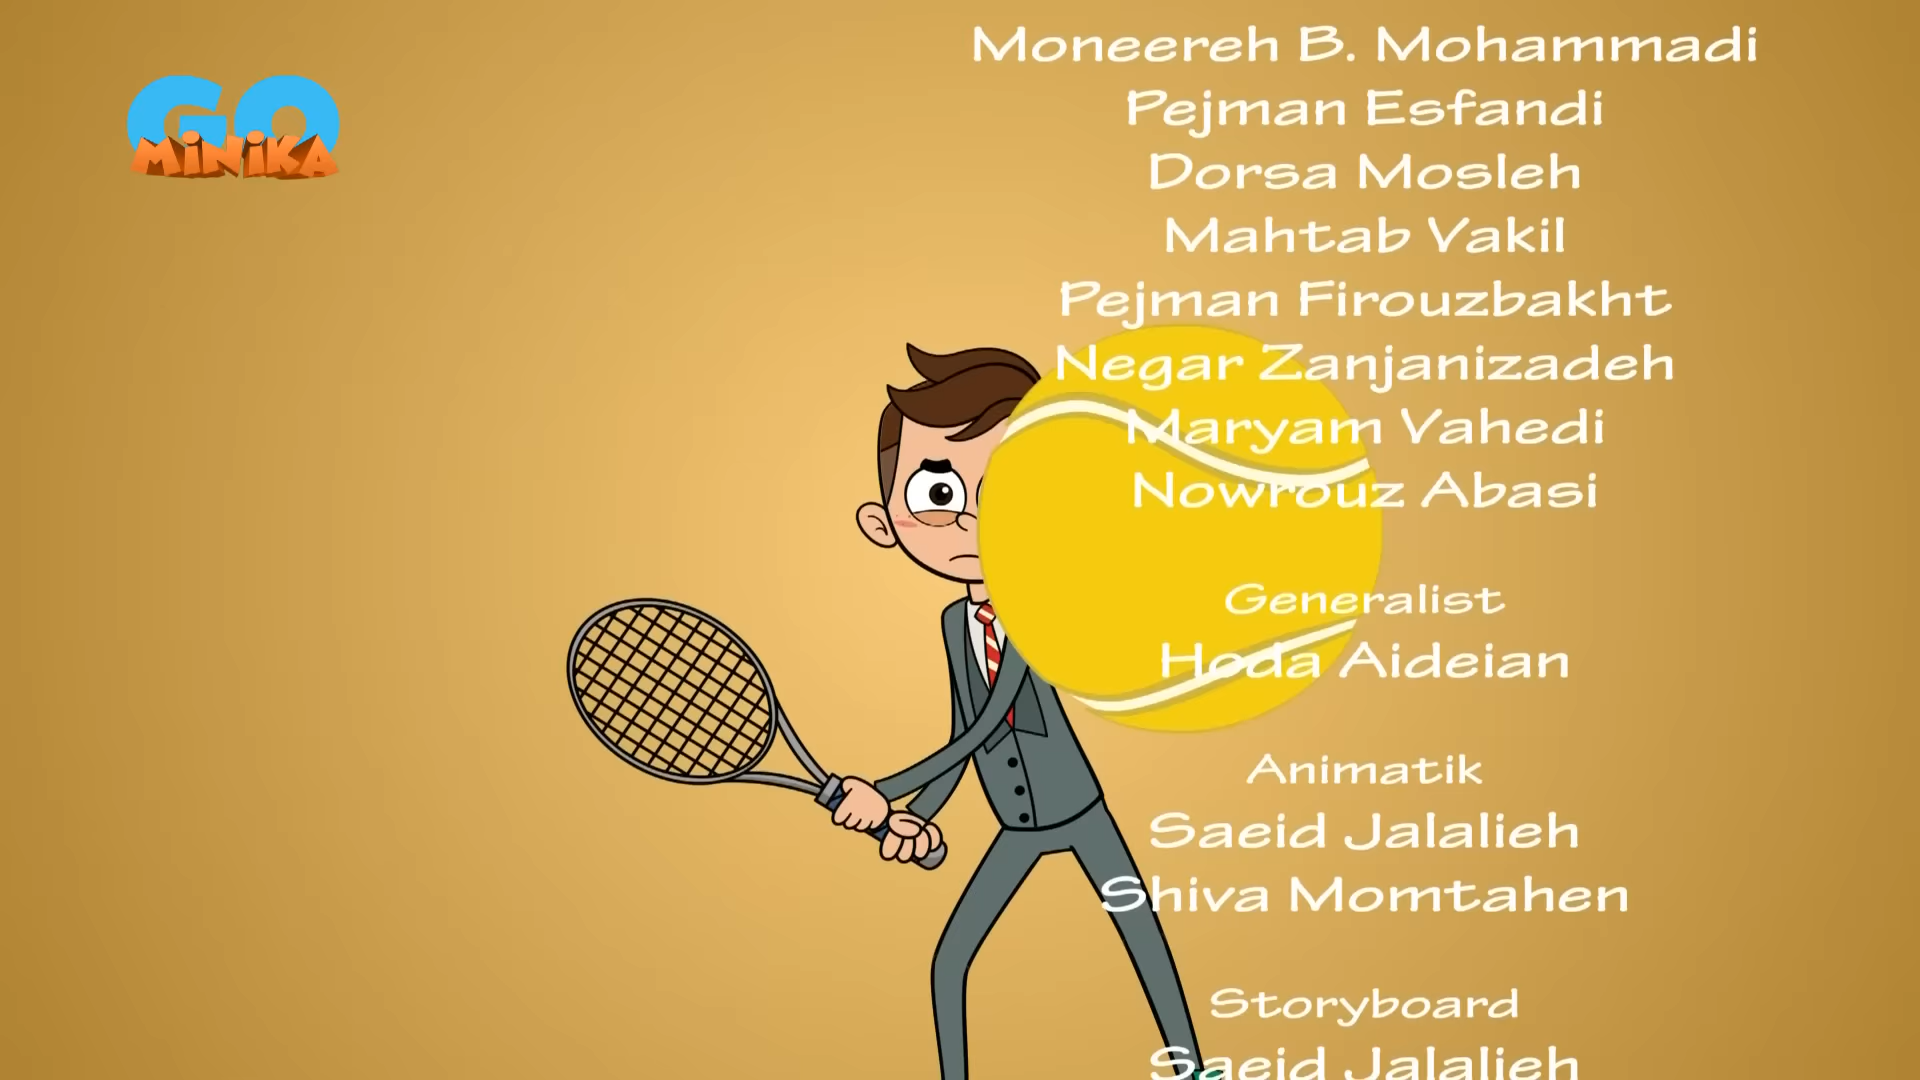 GO
MiNiKA
Moneereh B. Mohammadi
Pejman Esfandi
Dorsa Mosleh
Mahtab Vakil
Pejman Firouzbakht
Negar Zanjanizadeh
Maryam Vahedi
Nowrouz Abasi
Generalist
Hoda Aideian
Animatik
Saeid Jalalieh
Shiva Momtahen
Storyboard
Saeid Jalalieh